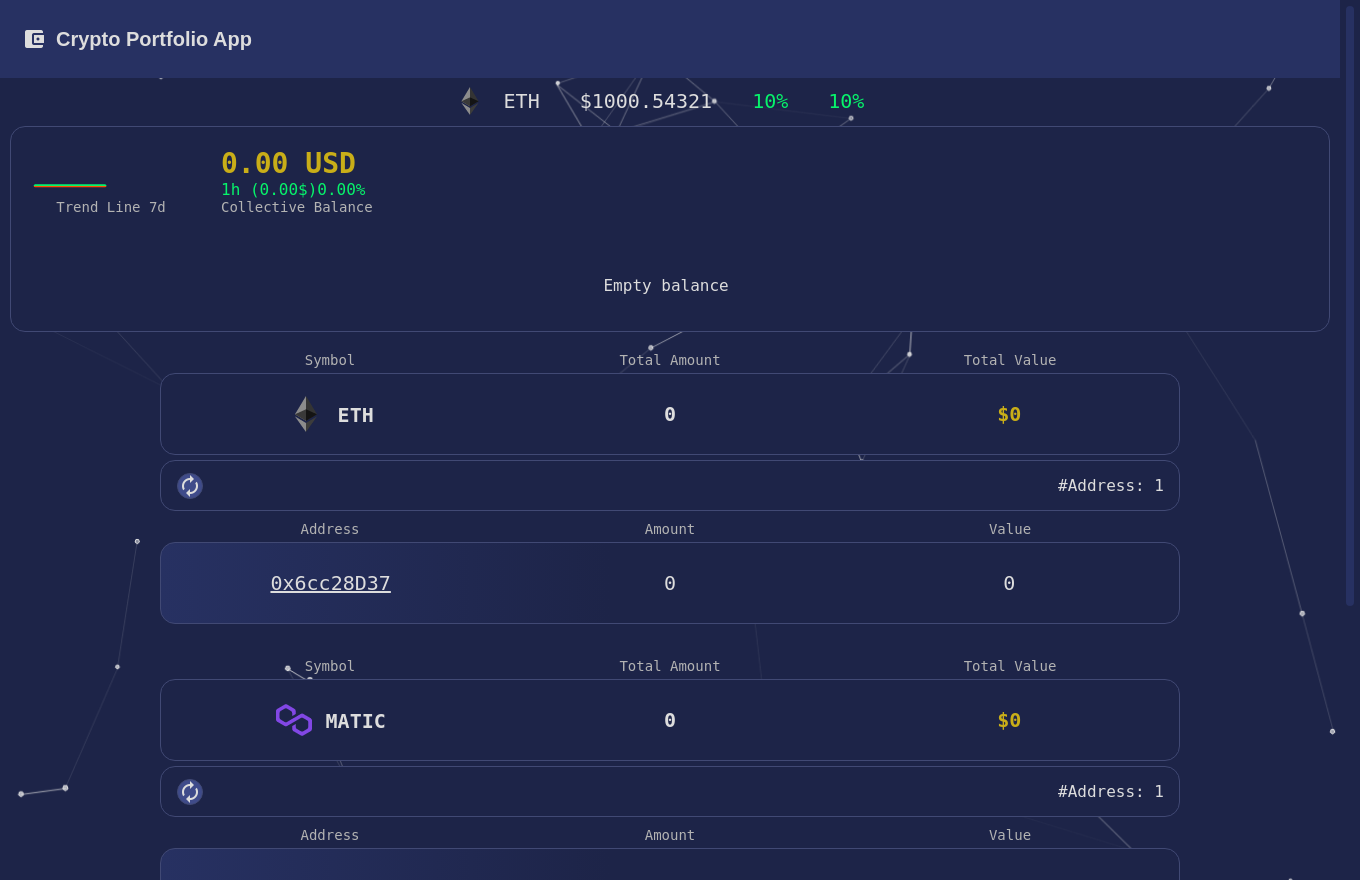 Crypto Portfolio App
ETH $1000.54321 10% 10%
0.00 USD
1h (0.00$)0.00%
Trend Line 7d Collective Balance
Empty balance
Symbol Total Amount Total Value
ETH 0 $0
#Address: 1
Address Amount Value
0x6cc28D37 0 0
Symbol Total Amount Total Value
MATIC 0 $0
#Address: 1
Address Amount Value